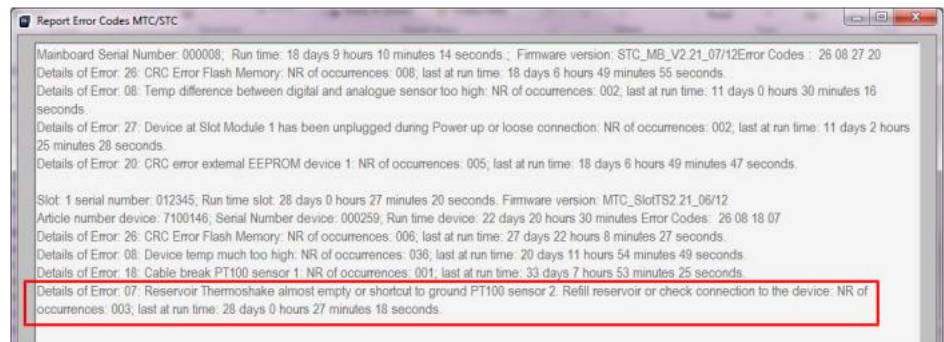 Report Error Codes MTC/STC
Mainboard Serial Number: 000008; Run time: 18 days 9 hours 10 minutes 14 seconds.; Firmware version: STC_MB_V2.21_07/12Error Codes : 26 08 27 20
Details of Error: 26: CRC Error Flash Memory: NR of occurrences: 008; last at run time: 18 days 6 hours 49 minutes 55 seconds.
Details of Error: 08: Temp difference between digital and analogue sensor too high: NR of occurrences: 002; last at run time: 11 days 0 hours 30 minutes 16
seconds.
Details of Error: 27: Device at Slot Module 1 has been unplugged during Power up or loose connection: NR of occurrences: 002; last at run time: 11 days 2 hours
25 minutes 28 seconds.
Details of Error: 20: CRC error external EEPROM device 1: NR of occurrences: 005; last at run time: 18 days 6 hours 49 minutes 47 seconds.
Slot: 1 serial number: 012345; Run time slot: 28 days 0 hours 27 minutes 20 seconds. Firmware version: MTC_SlotTS2.21_06/12
Article number device: 7100146; Serial Number device: 000259; Run time device: 22 days 20 hours 30 minutes Error Codes: 26 08 18 07
Details of Error: 26: CRC Error Flash Memory: NR of occurrences: 006; last at run time: 27 days 22 hours 8 minutes 27 seconds.
Details of Error: 08: Device temp much too high: NR of occurrences: 036; last at run time: 20 days 11 hours 54 minutes 49 seconds.
Details of Error: 18: Cable break PT100 sensor 1: NR of occurrences: 001; last at run time: 33 days 7 hours 53 minutes 25 seconds.
Details of Error: 07: Reservoir Thermoshake almost empty or shortcut to ground PT100 sensor 2. Refill reservoir or check connection to the device: NR of
occurrences: 003; last at run time: 28 days 0 hours 27 minutes 18 seconds.